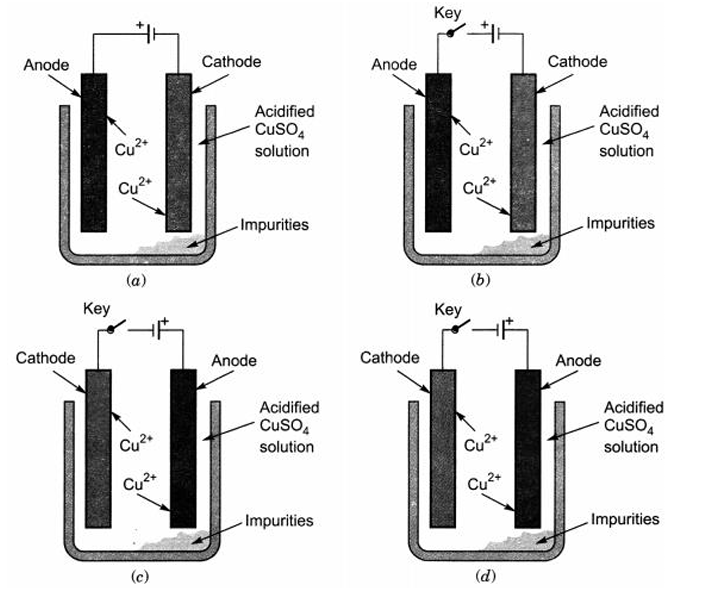 +
Anode
Cathode
Cu2+
Acidified
CuSO4
solution
Cu2+
Impurities
(a)
Key
+
Anode
Cathode
Cu2+
Acidified
CuSO4
solution
Cu2+
Impurities
(b)
Key
+
Cathode
Anode
Cu2+
Acidified
CuSO4
solution
Cu2+
Impurities
(c)
Key
+
Cathode
Anode
Cu2+
Acidified
CuSO4
solution
Cu2+
Impurities
(d)